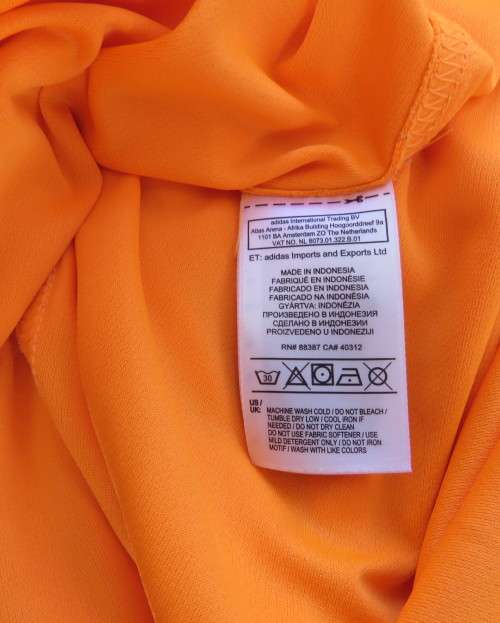 adidas International Trading BV
Atlas Arena - Afrika Building Hoogoorddreef 9a
1101 BA Amsterdam ZO The Netherlands
VAT NO. NL 8073.01.322.B.01
ET: adidas Imports and Exports Ltd
MADE IN INDONESIA
FABRIQUÉ EN INDONÉSIE
FABRICADO EN INDONESIA
FABRICADO NA INDONÉSIA
GYÁRTVA: INDONÉZIA
ПРОИЗВЕДЕНО В ИНДОНЕЗИЯ
СДЕЛАНО В ИНДОНЕЗИИ
PROIZVEDENO U INDONEZIJI
RN# 88387 CA# 40312
30
US /
UK:
MACHINE WASH COLD / DO NOT BLEACH /
TUMBLE DRY LOW / COOL IRON IF
NEEDED / DO NOT DRY CLEAN
DO NOT USE FABRIC SOFTENER / USE
MILD DETERGENT ONLY / DO NOT IRON
MOTIF / WASH WITH LIKE COLORS